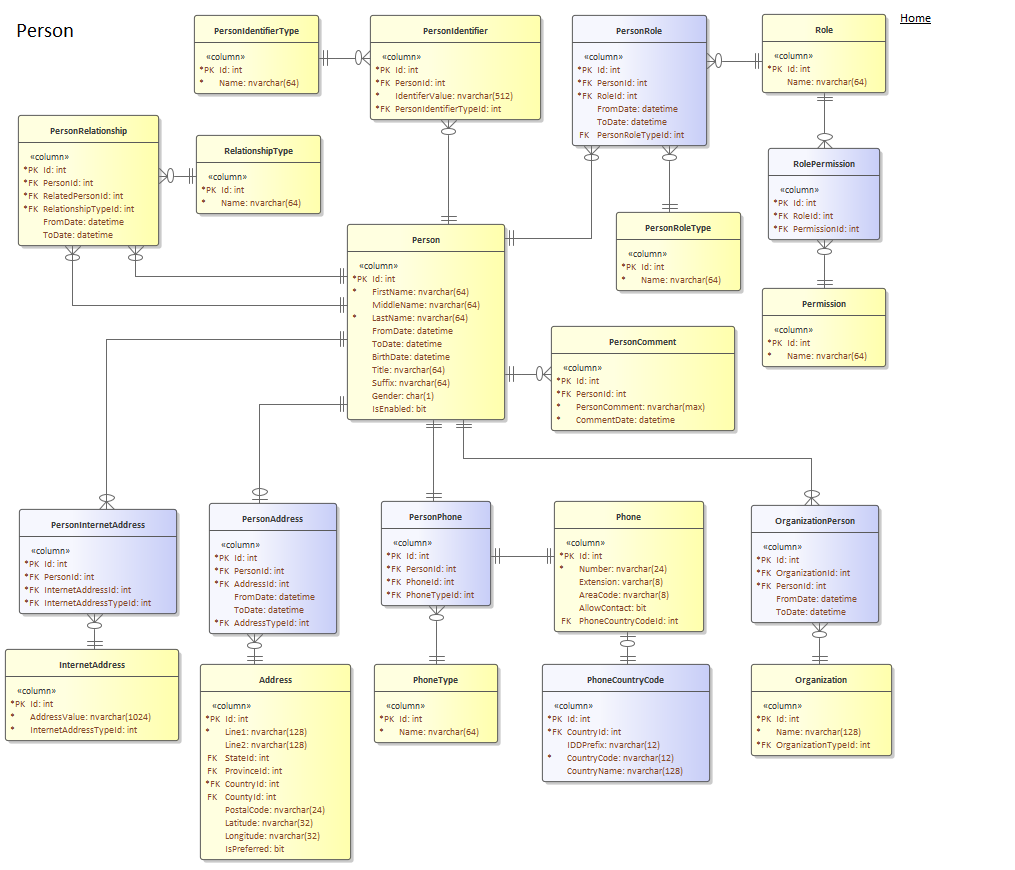 Person
Home
PersonIdentifierType
«column»
*PK Id: int
* Name: nvarchar(64)
PersonIdentifier
«column»
*PK Id: int
*FK PersonId: int
* IdentiferValue: nvarchar(512)
*FK PersonIdentifierTypeId: int
PersonRole
«column»
*PK Id: int
*FK PersonId: int
*FK RoleId: int
FromDate: datetime
ToDate: datetime
FK PersonRoleTypeId: int
Role
«column»
*PK Id: int
Name: nvarchar(64)
PersonRelationship
«column»
*PK Id: int
*FK PersonId: int
*FK RelatedPersonId: int
*FK RelationshipTypeId: int
FromDate: datetime
ToDate: datetime
RelationshipType
«column»
*PK Id: int
* Name: nvarchar(64)
RolePermission
«column»
*PK Id: int
*FK RoleId: int
*FK PermissionId: int
Person
«column»
*PK Id: int
* FirstName: nvarchar(64)
MiddleName: nvarchar(64)
* LastName: nvarchar(64)
FromDate: datetime
ToDate: datetime
BirthDate: datetime
Title: nvarchar(64)
Suffix: nvarchar(64)
Gender: char(1)
IsEnabled: bit
PersonRoleType
«column»
*PK Id: int
* Name: nvarchar(64)
Permission
«column»
*PK Id: int
* Name: nvarchar(64)
PersonComment
«column»
*PK Id: int
*FK PersonId: int
* PersonComment: nvarchar(max)
* CommentDate: datetime
PersonInternetAddress
«column»
*PK Id: int
*FK PersonId: int
*FK InternetAddressId: int
*FK InternetAddressTypeId: int
PersonAddress
«column»
*PK Id: int
*FK PersonId: int
*FK AddressId: int
FromDate: datetime
ToDate: datetime
*FK AddressTypeId: int
PersonPhone
«column»
*PK Id: int
*FK PersonId: int
*FK PhoneId: int
*FK PhoneTypeId: int
Phone
«column»
*PK Id: int
* Number: nvarchar(24)
Extension: varchar(8)
AreaCode: nvarchar(8)
AllowContact: bit
FK PhoneCountryCodeId: int
OrganizationPerson
«column»
*PK Id: int
*FK OrganizationId: int
*FK PersonId: int
FromDate: datetime
ToDate: datetime
InternetAddress
«column»
*PK Id: int
* AddressValue: nvarchar(1024)
* InternetAddressTypeId: int
Address
«column»
*PK Id: int
* Line1: nvarchar(128)
Line2: nvarchar(128)
FK StateId: int
FK ProvinceId: int
*FK CountryId: int
FK CountyId: int
PostalCode: nvarchar(24)
Latitude: nvarchar(32)
Longitude: nvarchar(32)
IsPreferred: bit
PhoneType
«column»
*PK Id: int
* Name: nvarchar(64)
PhoneCountryCode
«column»
*PK Id: int
*FK CountryId: int
IDDPrefix: nvarchar(12)
* CountryCode: nvarchar(12)
CountryName: nvarchar(128)
Organization
«column»
*PK Id: int
* Name: nvarchar(128)
*FK OrganizationTypeId: int